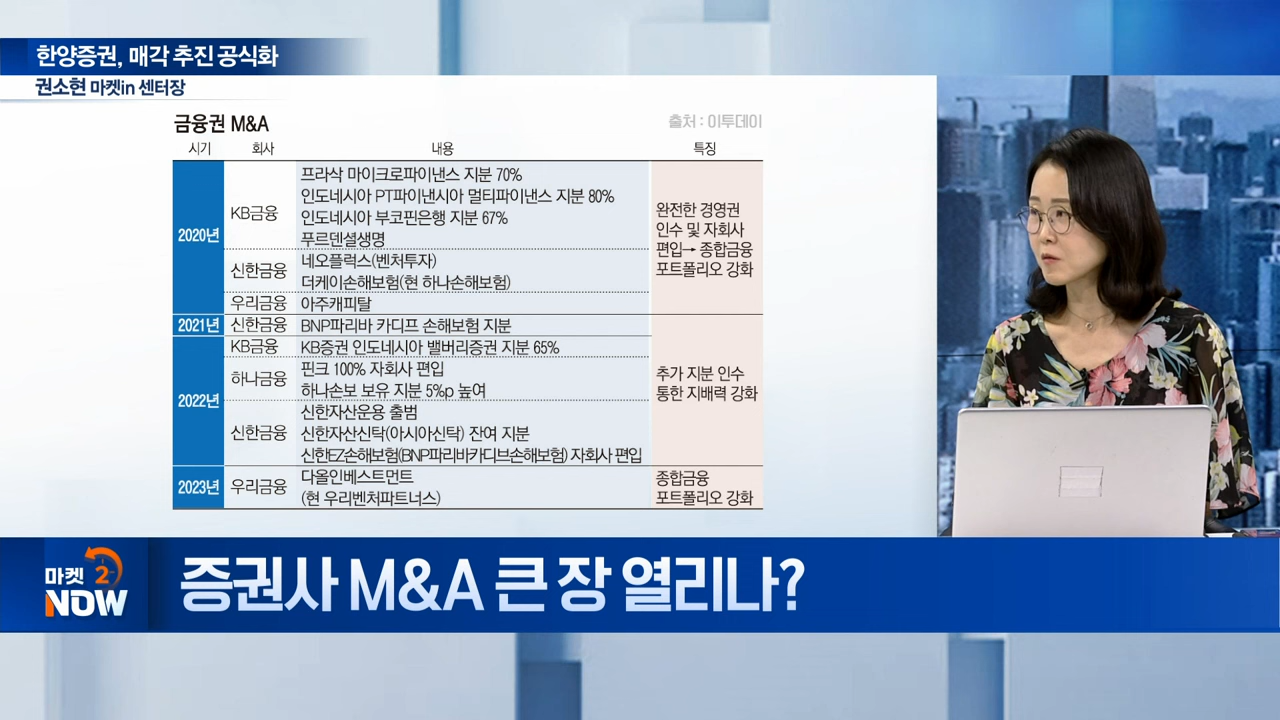 한양증권, 매각 추진 공식화
권소현 마켓in 센터장
금융권 M&A
출처 : 이투데이
시기 회사 내용 특징
2020년
KB금융
프라삭 마이크로파이낸스 지분 70%
인도네시아 PT파이낸시아 멀티파이낸스 지분 80%
인도네시아 부코핀은행 지분 67%
푸르덴셜생명
신한금융
네오플럭스(벤처투자)
더케이손해보험(현 하나손해보험)
우리금융 아주캐피탈
완전한 경영권
인수 및 자회사
편입→ 종합금융
포트폴리오 강화
2021년 신한금융 BNP파리바 카디프 손해보험 지분
2022년
KB금융 KB증권 인도네시아 밸버리증권 지분 65%
하나금융
핀크 100% 자회사 편입
하나손보 보유 지분 5%p 높여
신한금융
신한자산운용 출범
신한자산신탁(아시아신탁) 잔여 지분
신한EZ손해보험(BNP파리바카디브손해보험) 자회사 편입
추가 지분 인수
통한 지배력 강화
2023년 우리금융
다올인베스트먼트
(현 우리벤처파트너스)
종합금융
포트폴리오 강화
마켓 2
NOW
증권사 M&A 큰 장 열리나?